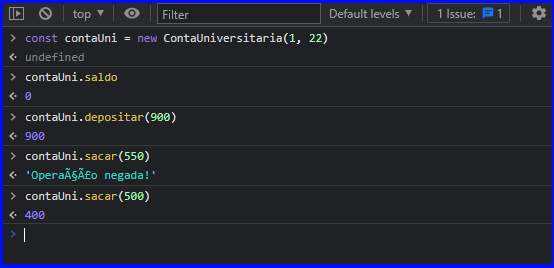 top ▾ Filter Default levels ▾ 1 Issue: 1
> const contaUni = new ContaUniversitaria(1, 22)
undefined
> contaUni.saldo
0
> contaUni.depositar(900)
900
> contaUni.sacar(550)
'OperaÃ§Ã£o negada!'
> contaUni.sacar(500)
400
>